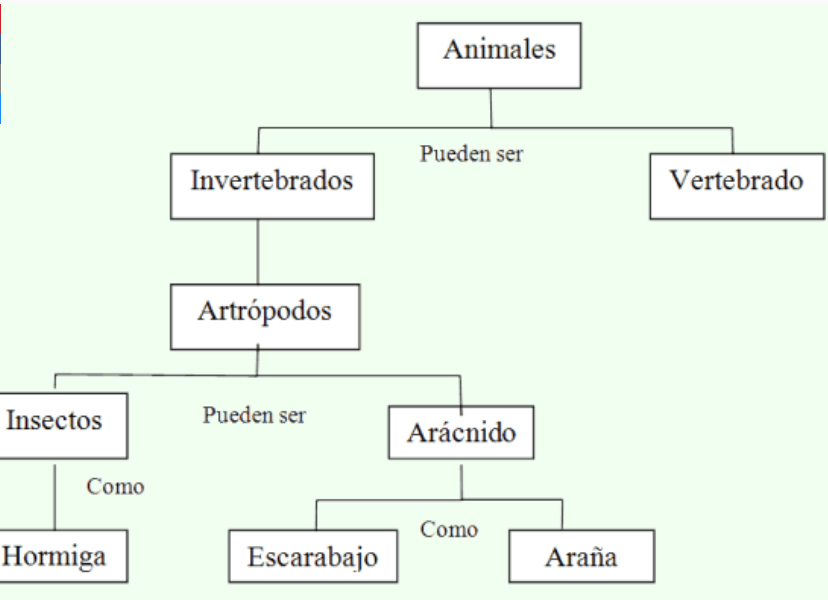 Animales
Pueden ser
Invertebrados
Vertebrado
Artrópodos
Pueden ser
Insectos
Arácnido
Como
Como
Hormiga
Escarabajo
Araña